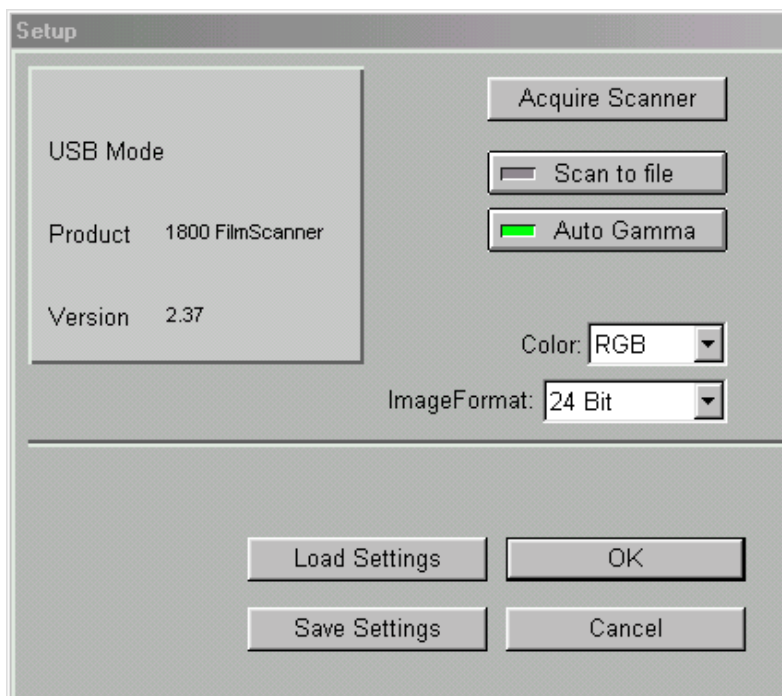 Setup
USB Mode
Product 1800 FilmScanner
Version 2.37
Acquire Scanner
Scan to file
Auto Gamma
Color: RGB
ImageFormat: 24 Bit
Load Settings
OK
Save Settings
Cancel